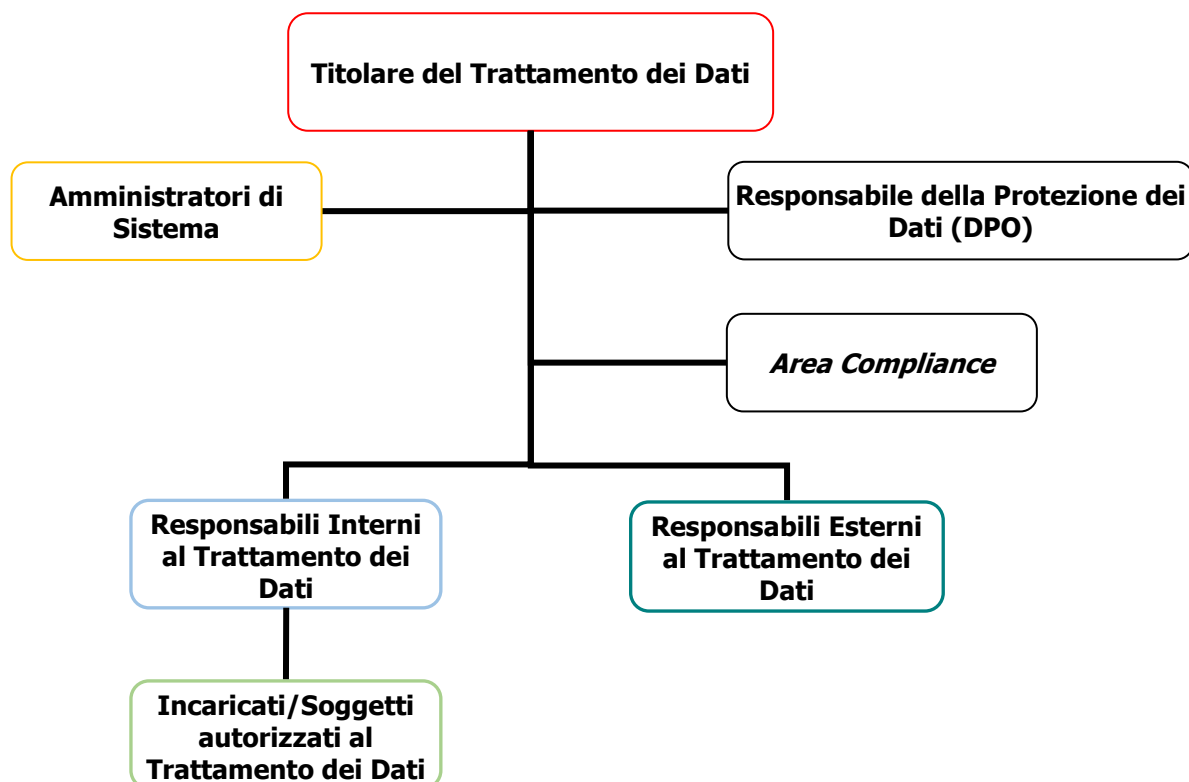 Titolare del Trattamento dei Dati
Amministratori di
Sistema
Responsabile della Protezione dei
Dati (DPO)
Area Compliance
Responsabili Interni
al Trattamento dei
Dati
Responsabili Esterni
al Trattamento dei
Dati
Incaricati/Soggetti
autorizzati al
Trattamento dei Dati